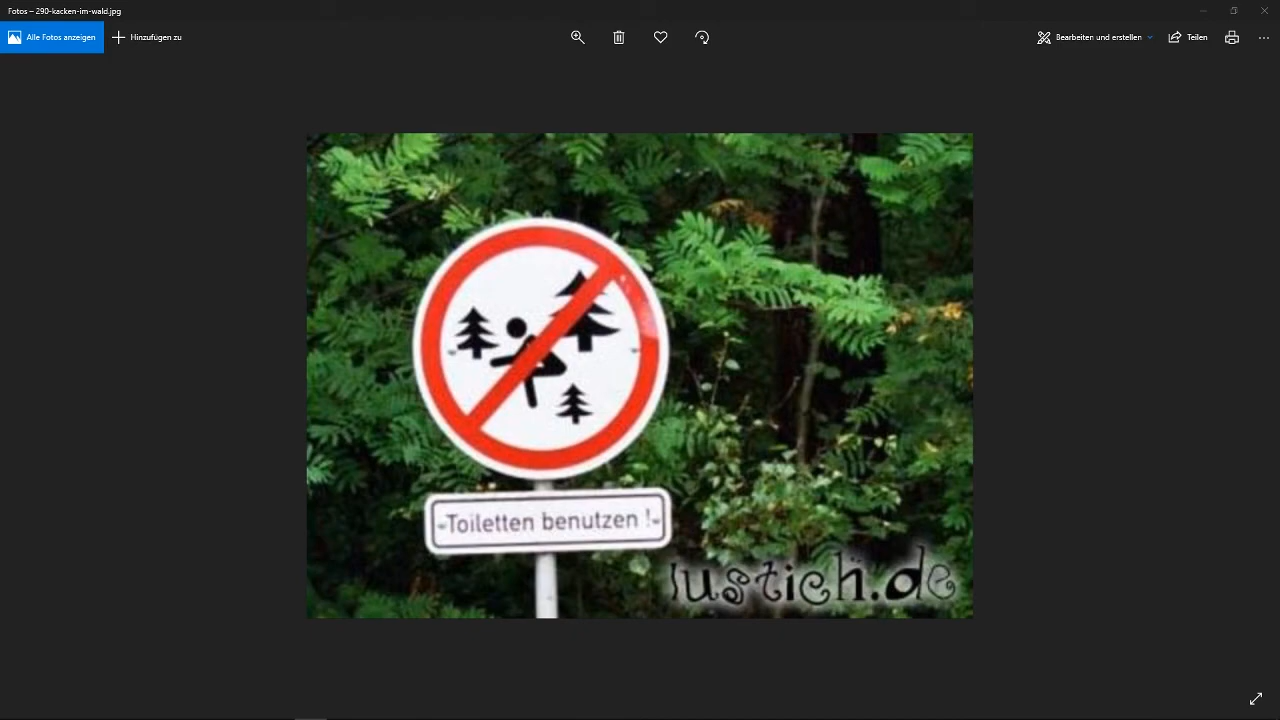 Fotos – 290-kacken-im-wald.jpg
Alle Fotos anzeigen
Hinzufügen zu
Bearbeiten und erstellen
Teilen
Toiletten benutzen !
lustich.de